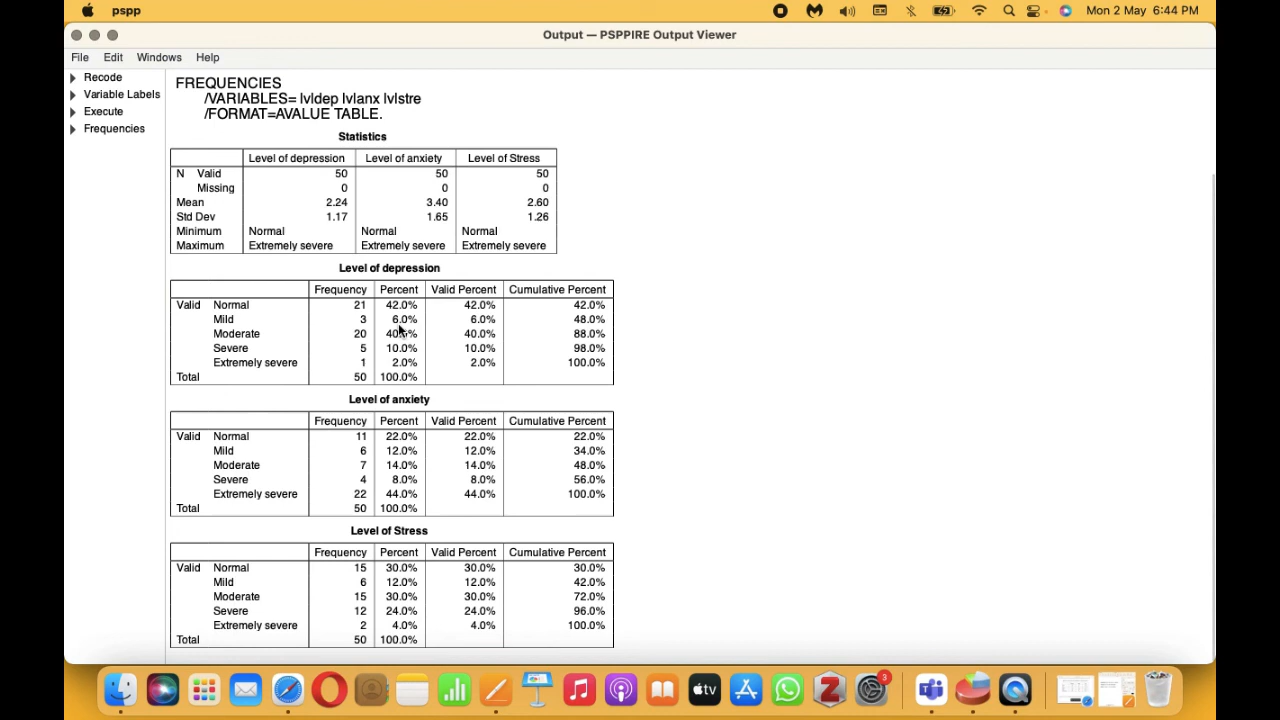 pspp
Mon 2 May 6:44 PM
Output — PSPPIRE Output Viewer
File Edit Windows Help
Recode
Variable Labels
Execute
Frequencies
FREQUENCIES
/VARIABLES= lvldep lvlanx lvlstre
/FORMAT=AVALUE TABLE.
Statistics
Level of depression Level of anxiety Level of Stress
N Valid 50 50 50
Missing 0 0 0
Mean 2.24 3.40 2.60
Std Dev 1.17 1.65 1.26
Minimum Normal Normal Normal
Maximum Extremely severe Extremely severe Extremely severe
Level of depression
Frequency Percent Valid Percent Cumulative Percent
Valid Normal 21 42.0% 42.0% 42.0%
Mild 3 6.0% 6.0% 48.0%
Moderate 20 40.0% 40.0% 88.0%
Severe 5 10.0% 10.0% 98.0%
Extremely severe 1 2.0% 2.0% 100.0%
Total 50 100.0%
Level of anxiety
Frequency Percent Valid Percent Cumulative Percent
Valid Normal 11 22.0% 22.0% 22.0%
Mild 6 12.0% 12.0% 34.0%
Moderate 7 14.0% 14.0% 48.0%
Severe 4 8.0% 8.0% 56.0%
Extremely severe 22 44.0% 44.0% 100.0%
Total 50 100.0%
Level of Stress
Frequency Percent Valid Percent Cumulative Percent
Valid Normal 15 30.0% 30.0% 30.0%
Mild 6 12.0% 12.0% 42.0%
Moderate 15 30.0% 30.0% 72.0%
Severe 12 24.0% 24.0% 96.0%
Extremely severe 2 4.0% 4.0% 100.0%
Total 50 100.0%
tv
Z
3